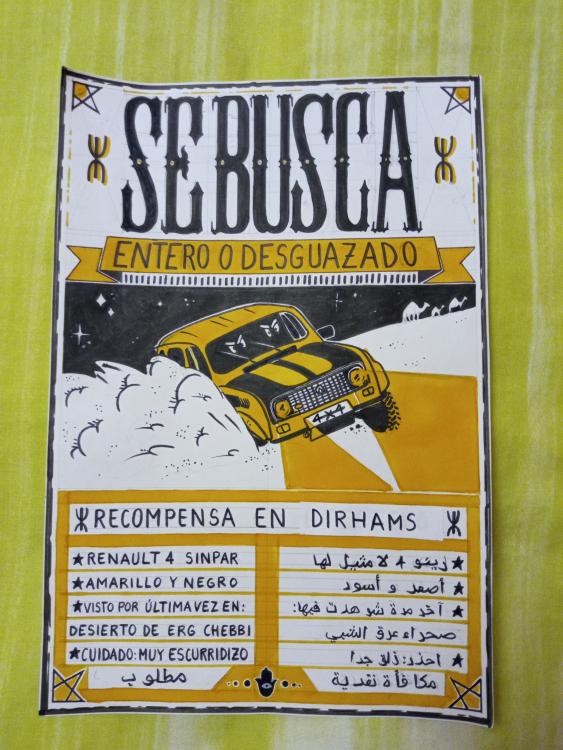 SE BUSCA
ENTERO O DESGUAZADO
4x4
RECOMPENSA EN DIRHAMS
★RENAULT 4 SINPAR
★AMARILLO Y NEGRO
★VISTO POR ÚLTIMA VEZ EN:
DESIERTO DE ERG CHEBBI
★CUIDADO: MUY ESCURRIDIZO
مطلوب
★ رينو 4 لا مثيل لها
★ أصفر و أسود
★ آخر مرة شوهدت فيها:
صحراء عرق الشبي
★ احذر: زلق جدا
مكافأة نقدية